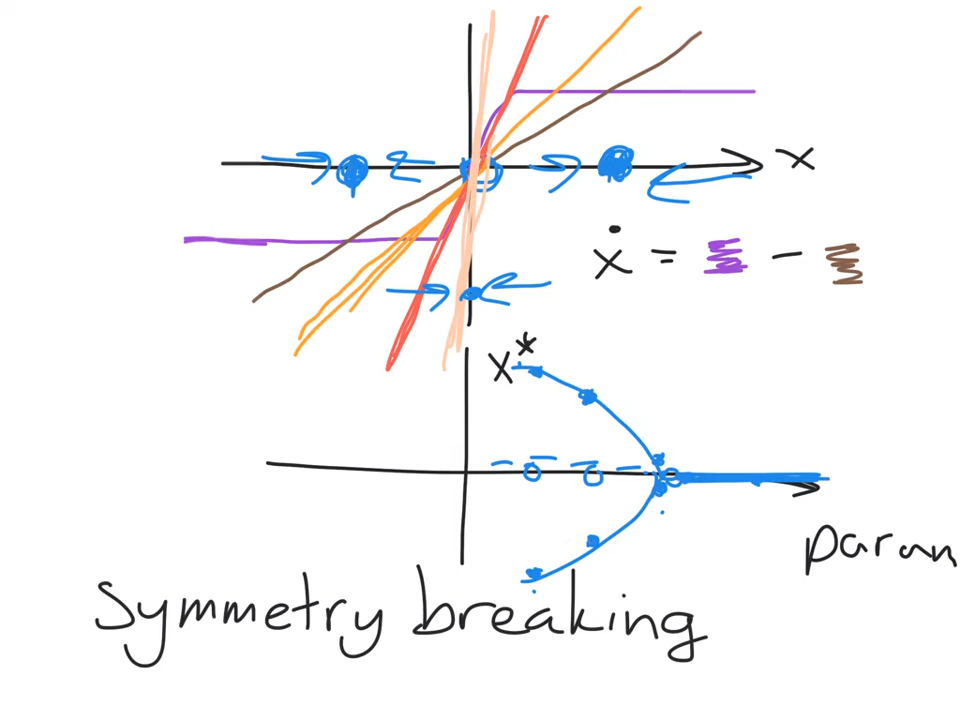 x
ẋ = –
x*
param
Symmetry breaking